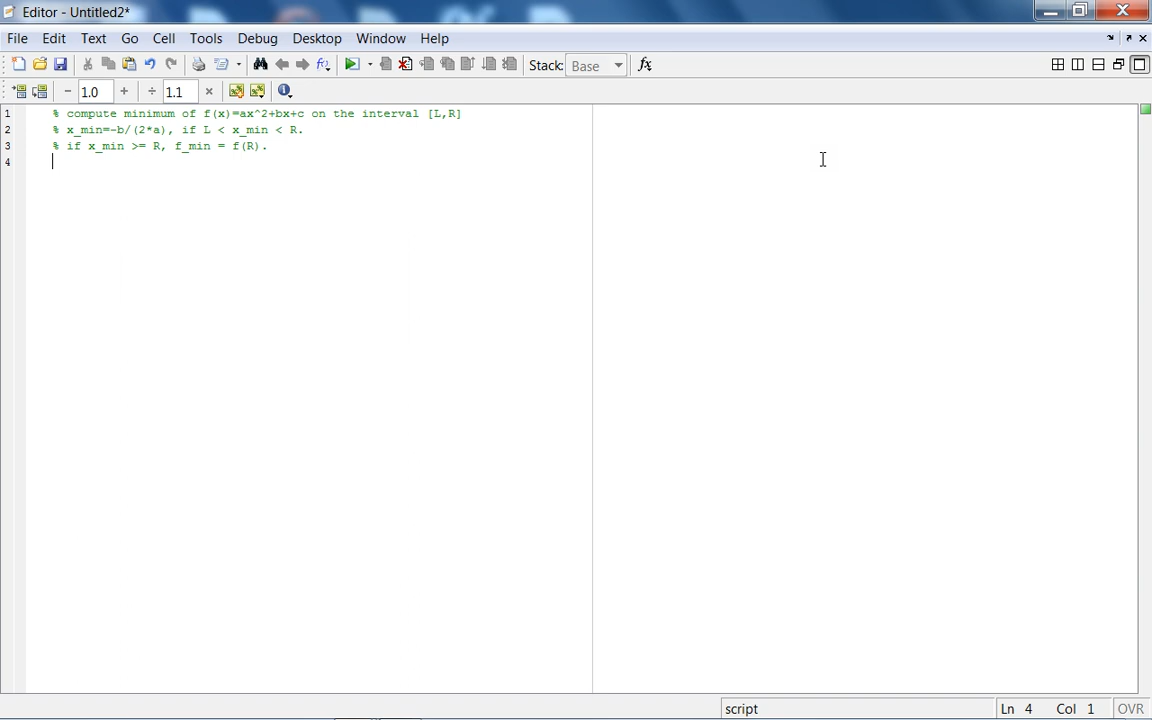 Editor - Untitled2*
File Edit Text Go Cell Tools Debug Desktop Window Help
Stack: Base fx
− 1.0 + ÷ 1.1 ×
1 % compute minimum of f(x)=ax^2+bx+c on the interval [L,R]
2 % x_min=-b/(2*a), if L < x_min < R.
3 % if x_min >= R, f_min = f(R).
4
script Ln 4 Col 1 OVR